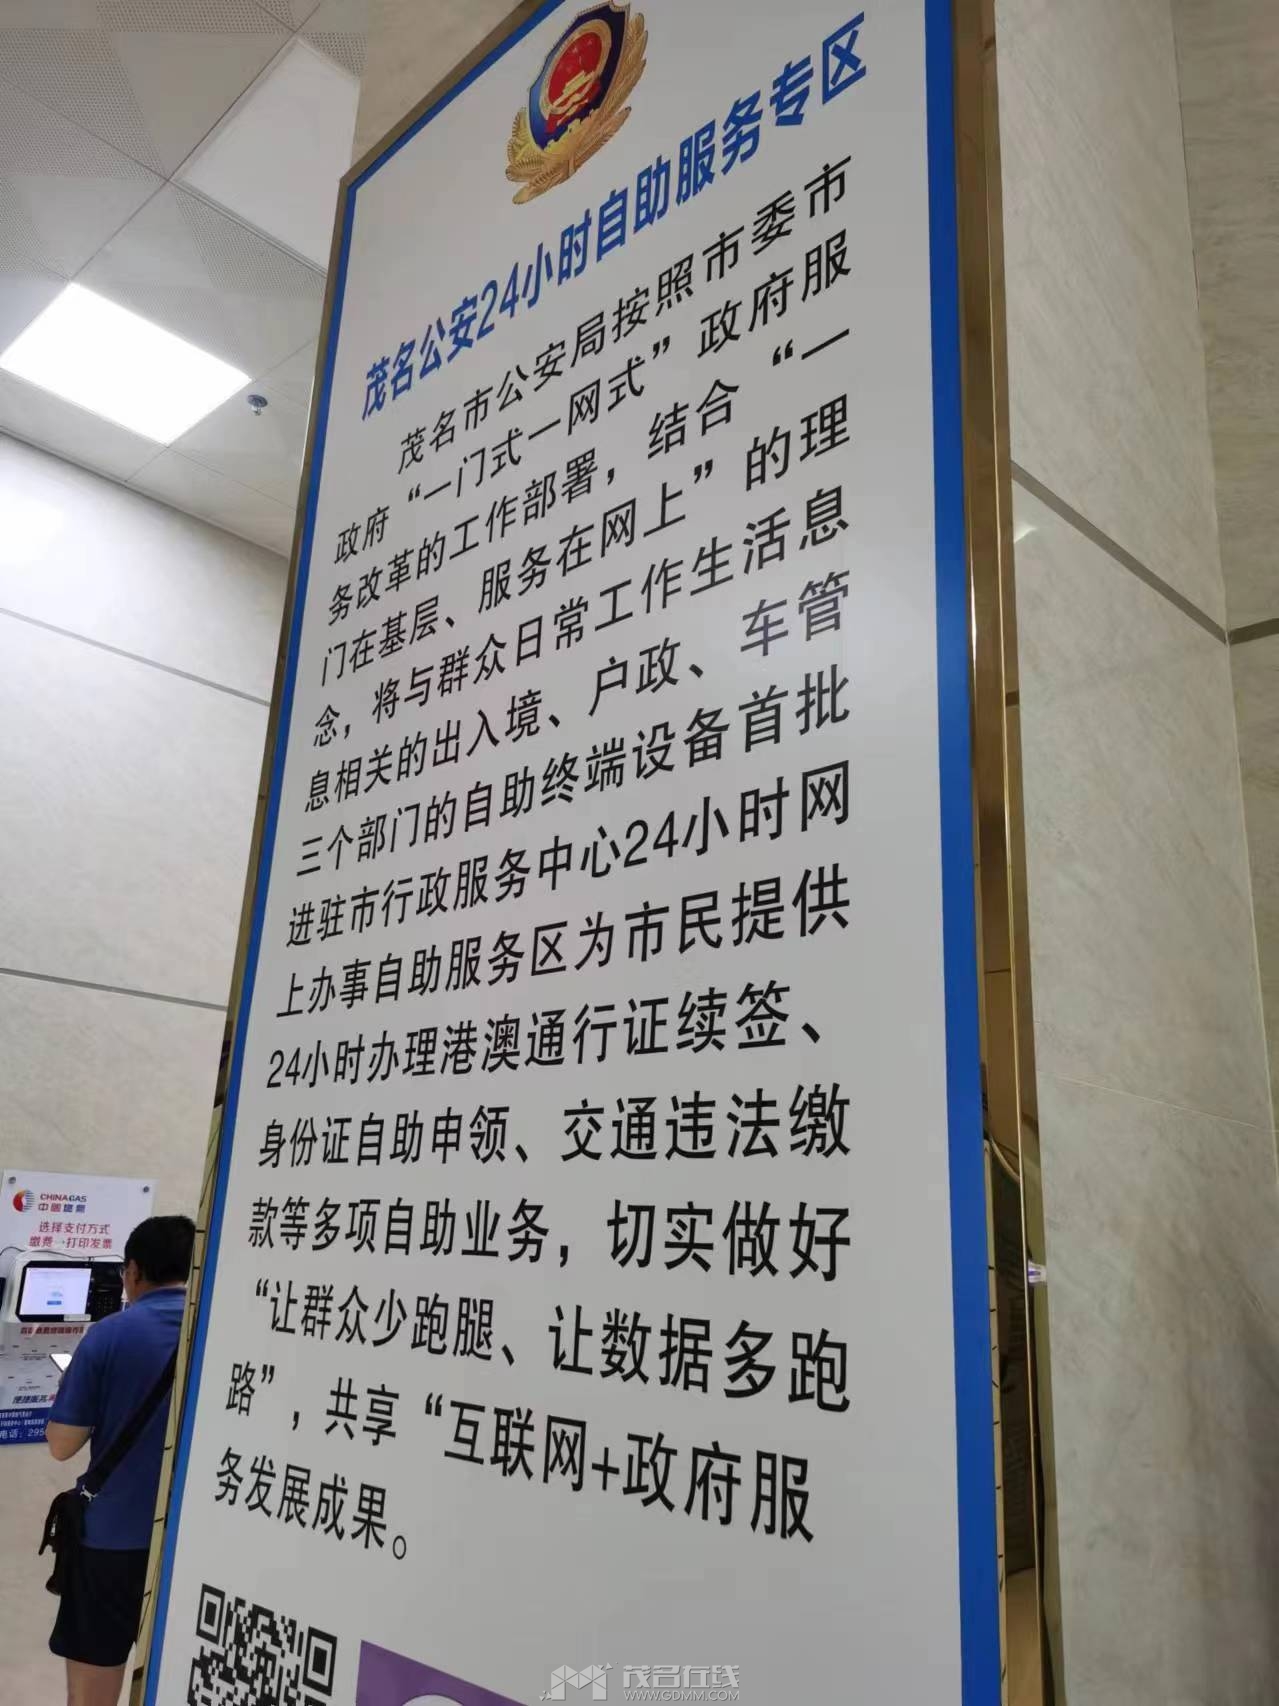 茂名公安24小时自助服务专区
茂名市公安局按照市委市
政府“一门式一网式”政府服
务改革的工作部署，结合“一
门在基层、服务在网上”的理
念，将与群众日常工作生活息
息相关的出入境、户政、车管
三个部门的自助终端设备首批
进驻市行政服务中心24小时网
上办事自助服务区为市民提供
24小时办理港澳通行证续签、
身份证自助申领、交通违法缴
款等多项自助业务，切实做好
“让群众少跑腿、让数据多跑
路”，共享“互联网+政府服
务发展成果。
CHINA GAS
中国燃气
选择支付方式
缴费→打印发票
茂名在线
WWW.GDMM.COM